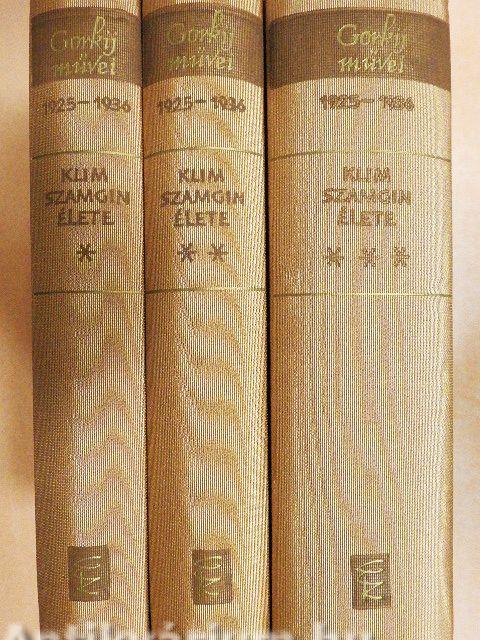 Gorkij
művei
1925-1936
KLIM
SZAMGIN
ÉLETE
*
Gorkij
művei
1925-1936
KLIM
SZAMGIN
ÉLETE
* *
Gorkij
művei
1925-1936
KLIM
SZAMGIN
ÉLETE
* * *